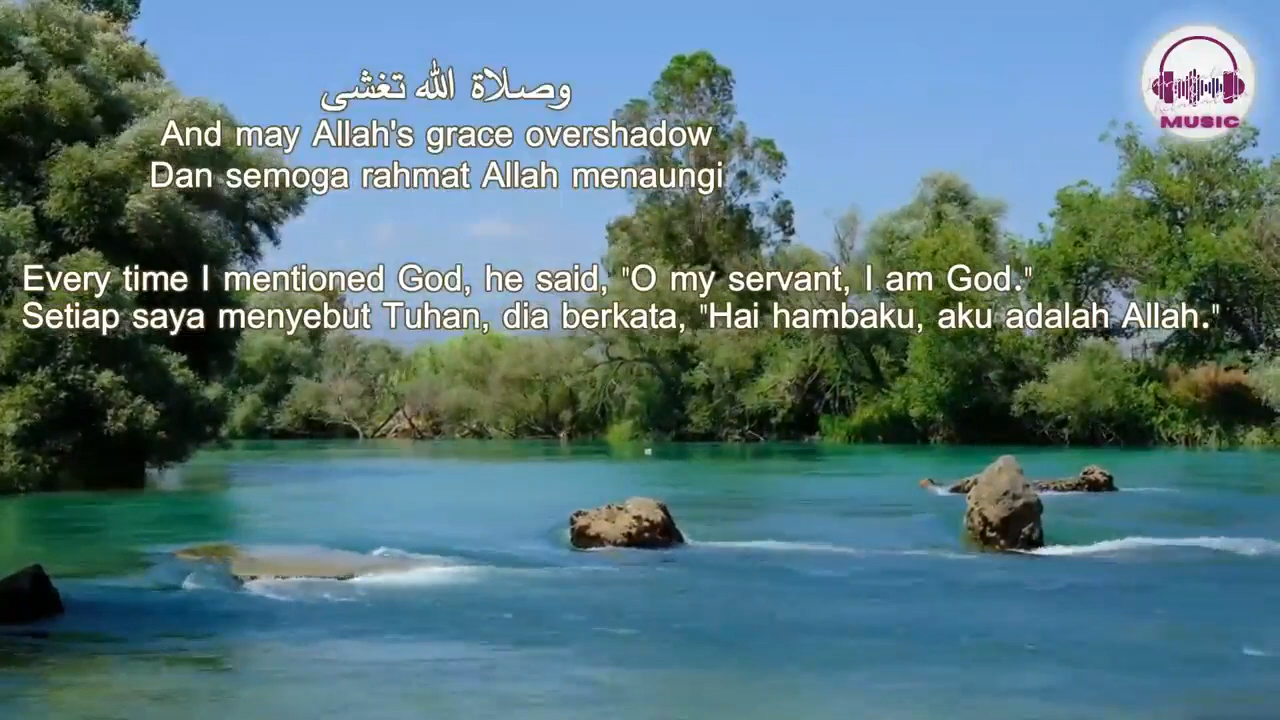 وصلاة الله تغشى
And may Allah's grace overshadow
Dan semoga rahmat Allah menaungi
Every time I mentioned God, he said, "O my servant, I am God."
Setiap saya menyebut Tuhan, dia berkata, "Hai hambaku, aku adalah Allah."
MUSIC